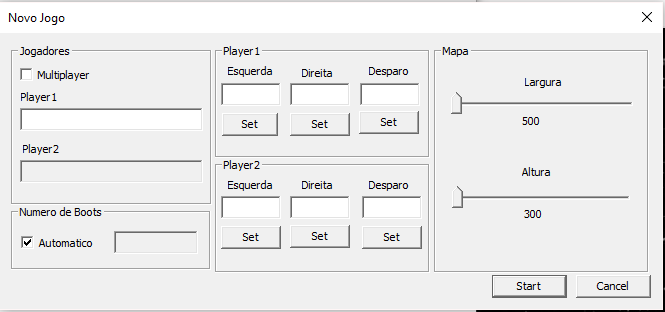 Novo Jogo
Jogadores
Multiplayer
Player1
Player2
Numero de Boots
Automatico
Player1
Esquerda Direita Desparo
Set Set Set
Player2
Esquerda Direita Desparo
Set Set Set
Mapa
Largura
500
Altura
300
Start Cancel